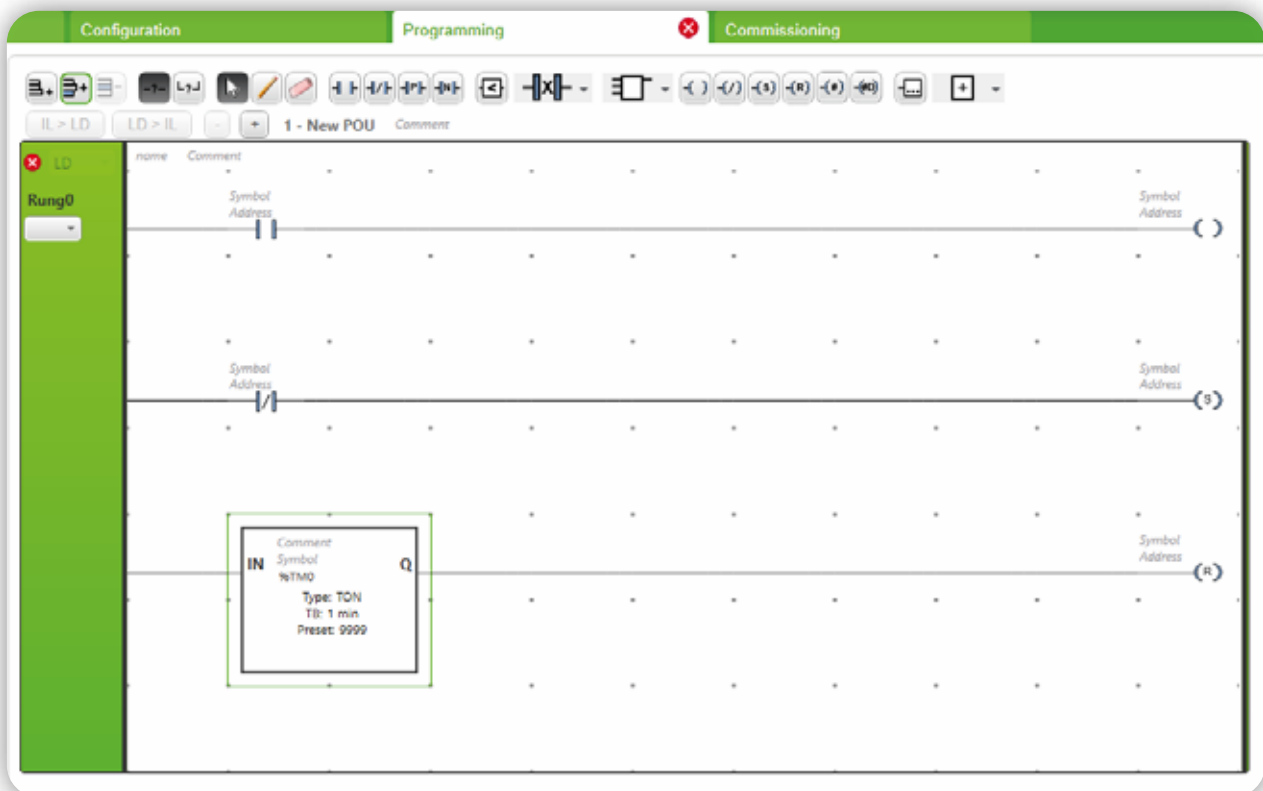 Configuration
Programming
Commissioning
IL > LD
LD > IL
-
+
1 - New POU
Comment
LD
name
Comment
Rung0
Symbol
Address
Symbol
Address
Symbol
Address
Symbol
Address
(S)
Comment
Symbol
IN
Q
%TM0
Type: TON
TB: 1 min
Preset: 9999
Symbol
Address
(R)